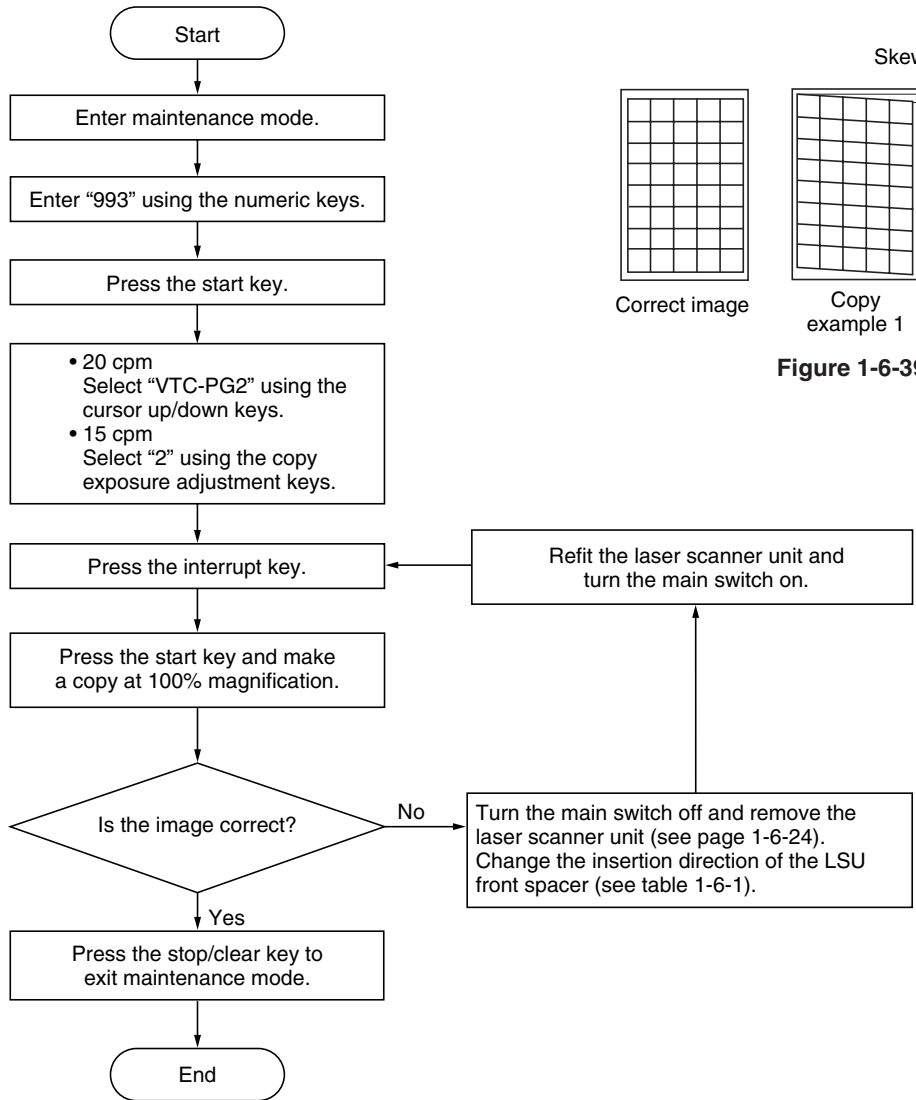 Start
Enter maintenance mode.
Enter “993” using the numeric keys.
Press the start key.
• 20 cpm
Select “VTC-PG2” using the
cursor up/down keys.
• 15 cpm
Select “2” using the copy
exposure adjustment keys.
Press the interrupt key.
Press the start key and make
a copy at 100% magnification.
Is the image correct?
No
Yes
Turn the main switch off and remove the
laser scanner unit (see page 1-6-24).
Change the insertion direction of the LSU
front spacer (see table 1-6-1).
Refit the laser scanner unit and
turn the main switch on.
Press the stop/clear key to
exit maintenance mode.
End
Skew
Correct image
Copy
example 1
Figure 1-6-39